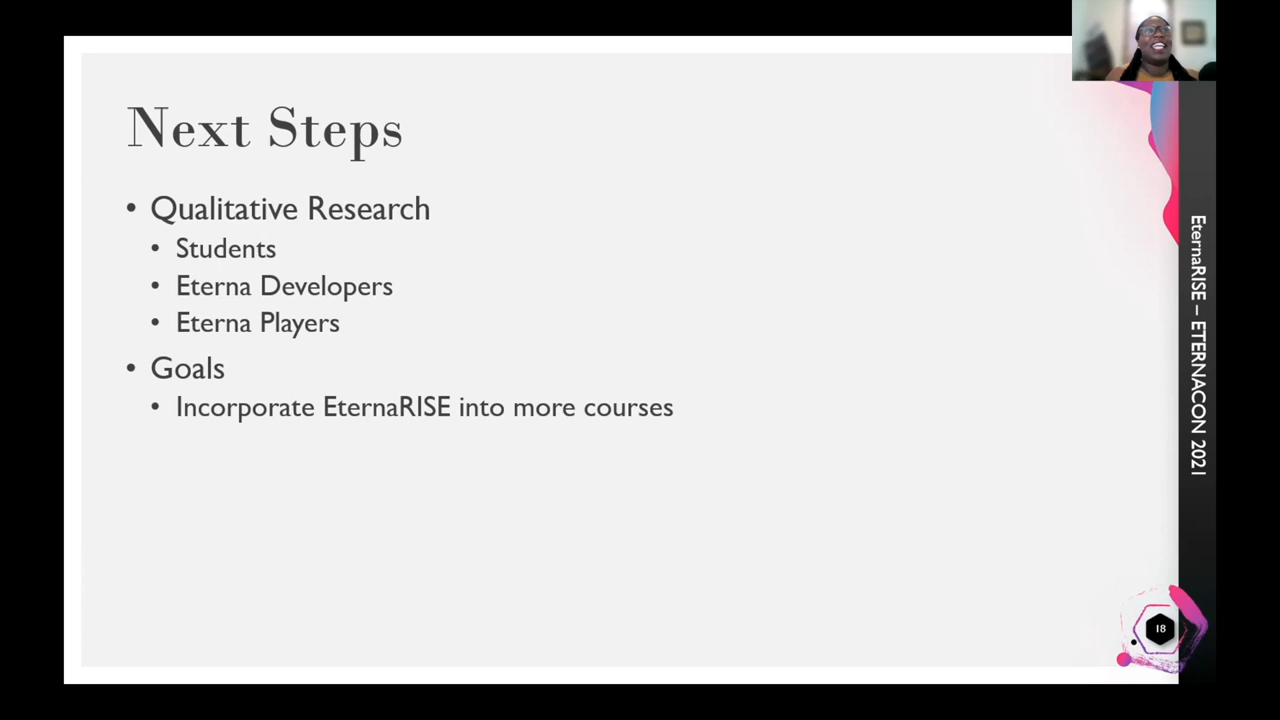 Next Steps
• Qualitative Research
• Students
• Eterna Developers
• Eterna Players
• Goals
• Incorporate EternaRISE into more courses
EternaRISE – ETERNACON 2021
18